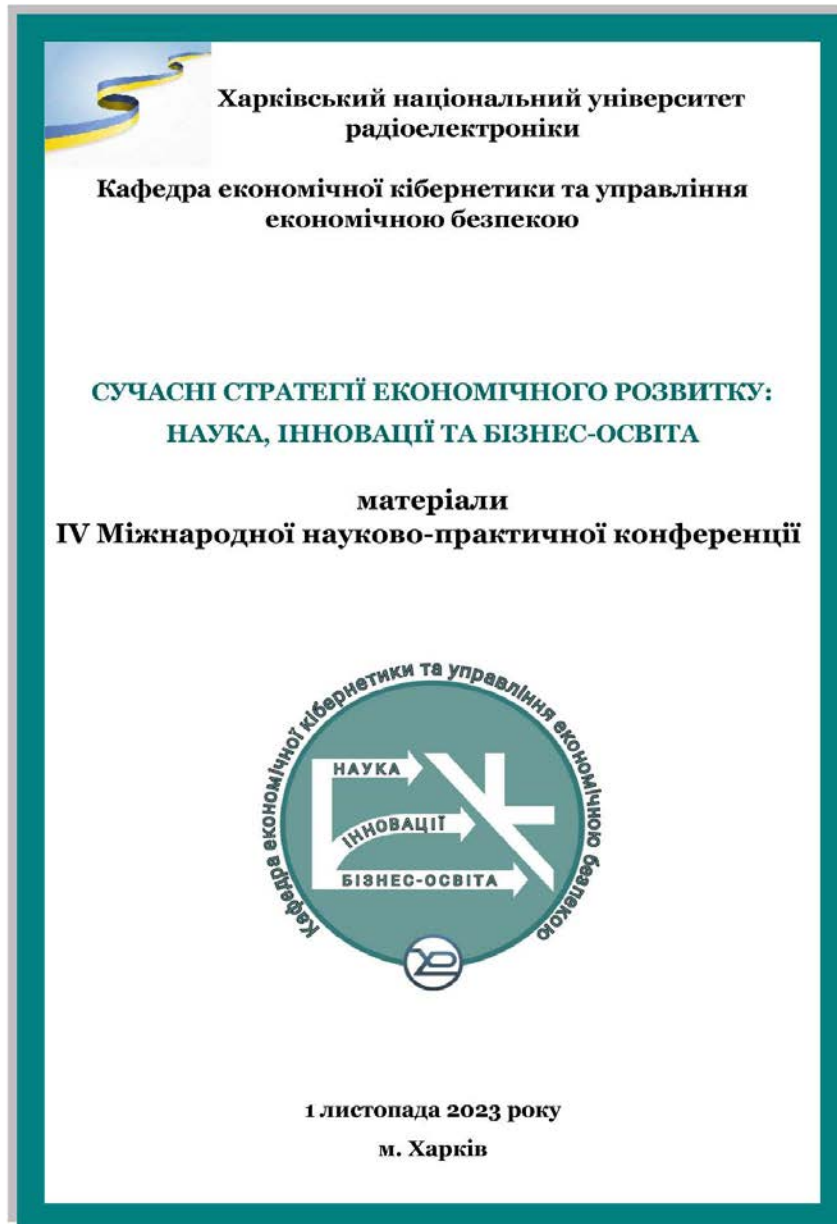 Харківський національний університет
радіоелектроніки
Кафедра економічної кібернетики та управління
економічною безпекою
СУЧАСНІ СТРАТЕГІЇ ЕКОНОМІЧНОГО РОЗВИТКУ:
НАУКА, ІННОВАЦІЇ ТА БІЗНЕС-ОСВІТА
матеріали
IV Міжнародної науково-практичної конференції
Кафедра економічної кібернетики та управління економічною безпекою
НАУКА
ІННОВАЦІЇ
БІЗНЕС-ОСВІТА
1 листопада 2023 року
м. Харків